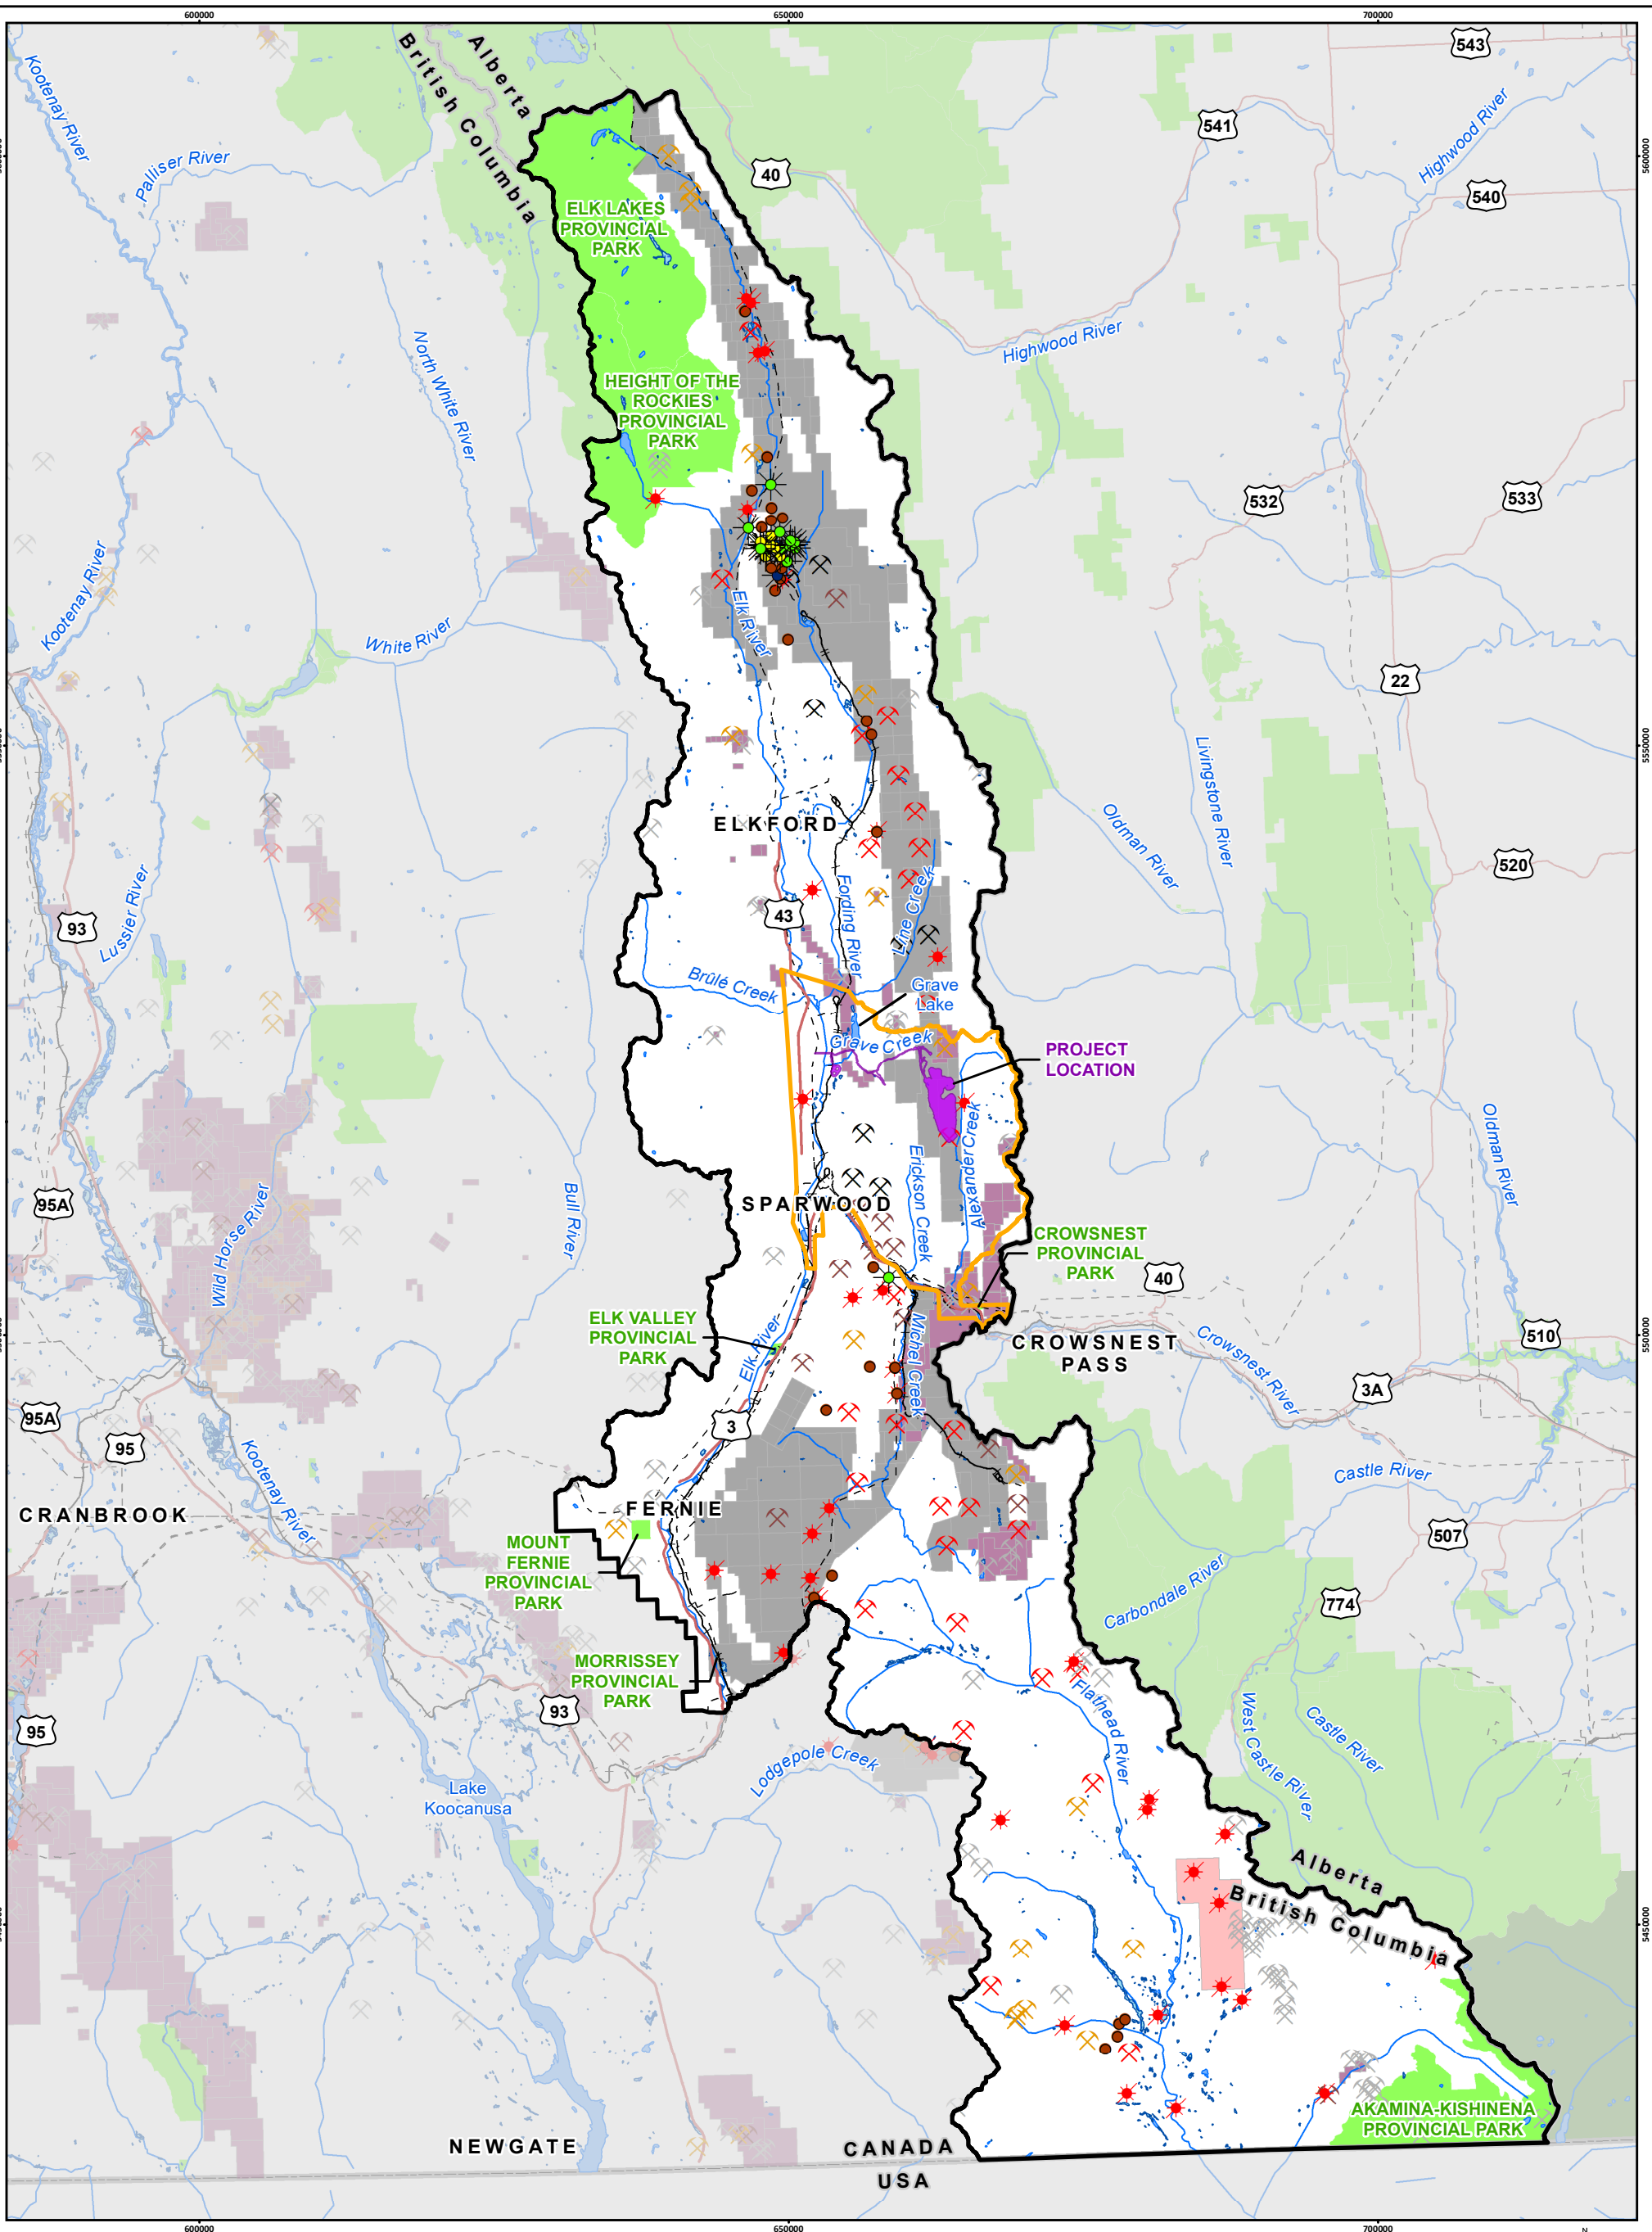 600000
650000
700000
543
Alberta
British Columbia
Kootenay River
Palliser River
541
Highwood River
40
540
5600000
ELK LAKES
PROVINCIAL
PARK
North White River
Highwood River
HEIGHT OF THE
ROCKIES
PROVINCIAL
PARK
532
533
Kootenay River
Elk River
White River
22
Livingstone River
5550000
Oldman River
ELKFORD
520
Lussier River
93
43
Fording River
Line Creek
Brûlé Creek
Grave
Lake
Grave Creek
PROJECT
LOCATION
Oldman River
Alexander Creek
Erickson Creek
95A
Wild Horse River
Bull River
SPARWOOD
CROWSNEST
PROVINCIAL
PARK
40
ELK VALLEY
PROVINCIAL
PARK
Elk River
Michel Creek
CROWSNEST
PASS
Crowsnest River
510
5500000
3A
95A
95
3
Kootenay River
Castle River
CRANBROOK
FERNIE
507
MOUNT
FERNIE
PROVINCIAL
PARK
Carbondale River
774
MORRISSEY
PROVINCIAL
PARK
93
95
Flathead River
West Castle River
Castle River
Lodgepole Creek
Lake
Koocanusa
Alberta
British Columbia
5450000
AKAMINA-KISHINENA
PROVINCIAL PARK
NEWGATE
CANADA
USA
600000
650000
700000
N